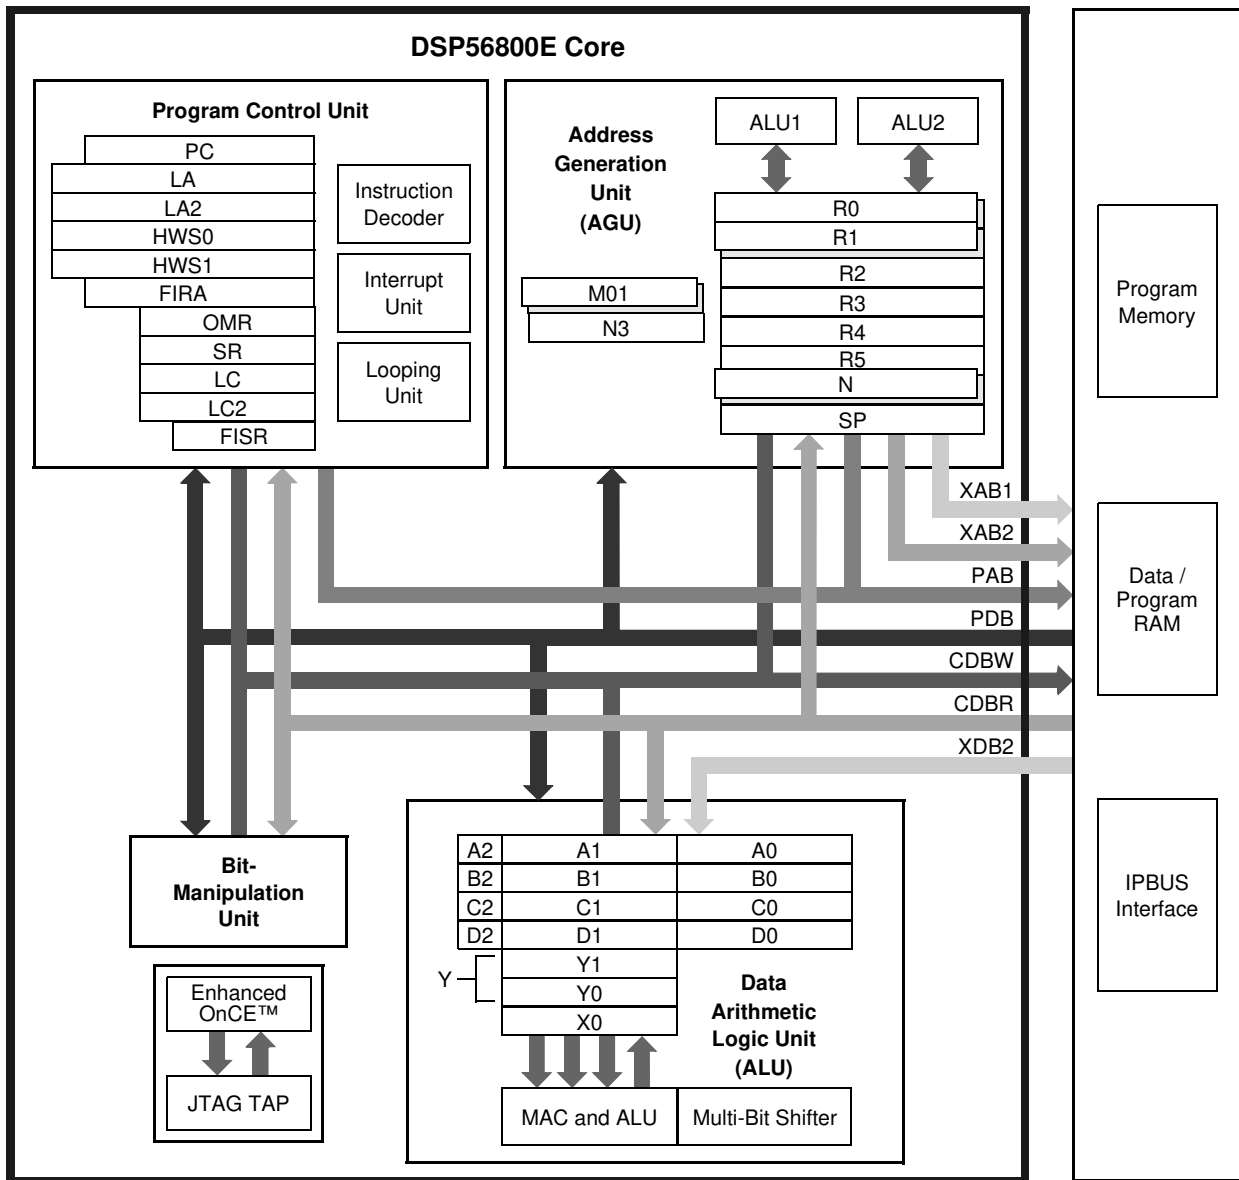 DSP56800E Core
Program Control Unit
PC
LA
LA2
HWS0
HWS1
FIRA
OMR
SR
LC
LC2
FISR
Instruction
Decoder
Interrupt
Unit
Looping
Unit
Address
Generation
Unit
(AGU)
ALU1
ALU2
R0
R1
R2
R3
R4
R5
N
SP
M01
N3
XAB1
XAB2
PAB
PDB
CDBW
CDBR
XDB2
Program
Memory
Data /
Program
RAM
IPBUS
Interface
Bit-
Manipulation
Unit
Enhanced
OnCE™
JTAG TAP
A2 A1 A0
B2 B1 B0
C2 C1 C0
D2 D1 D0
Y
Y1
Y0
X0
Data
Arithmetic
Logic Unit
(ALU)
MAC and ALU
Multi-Bit Shifter